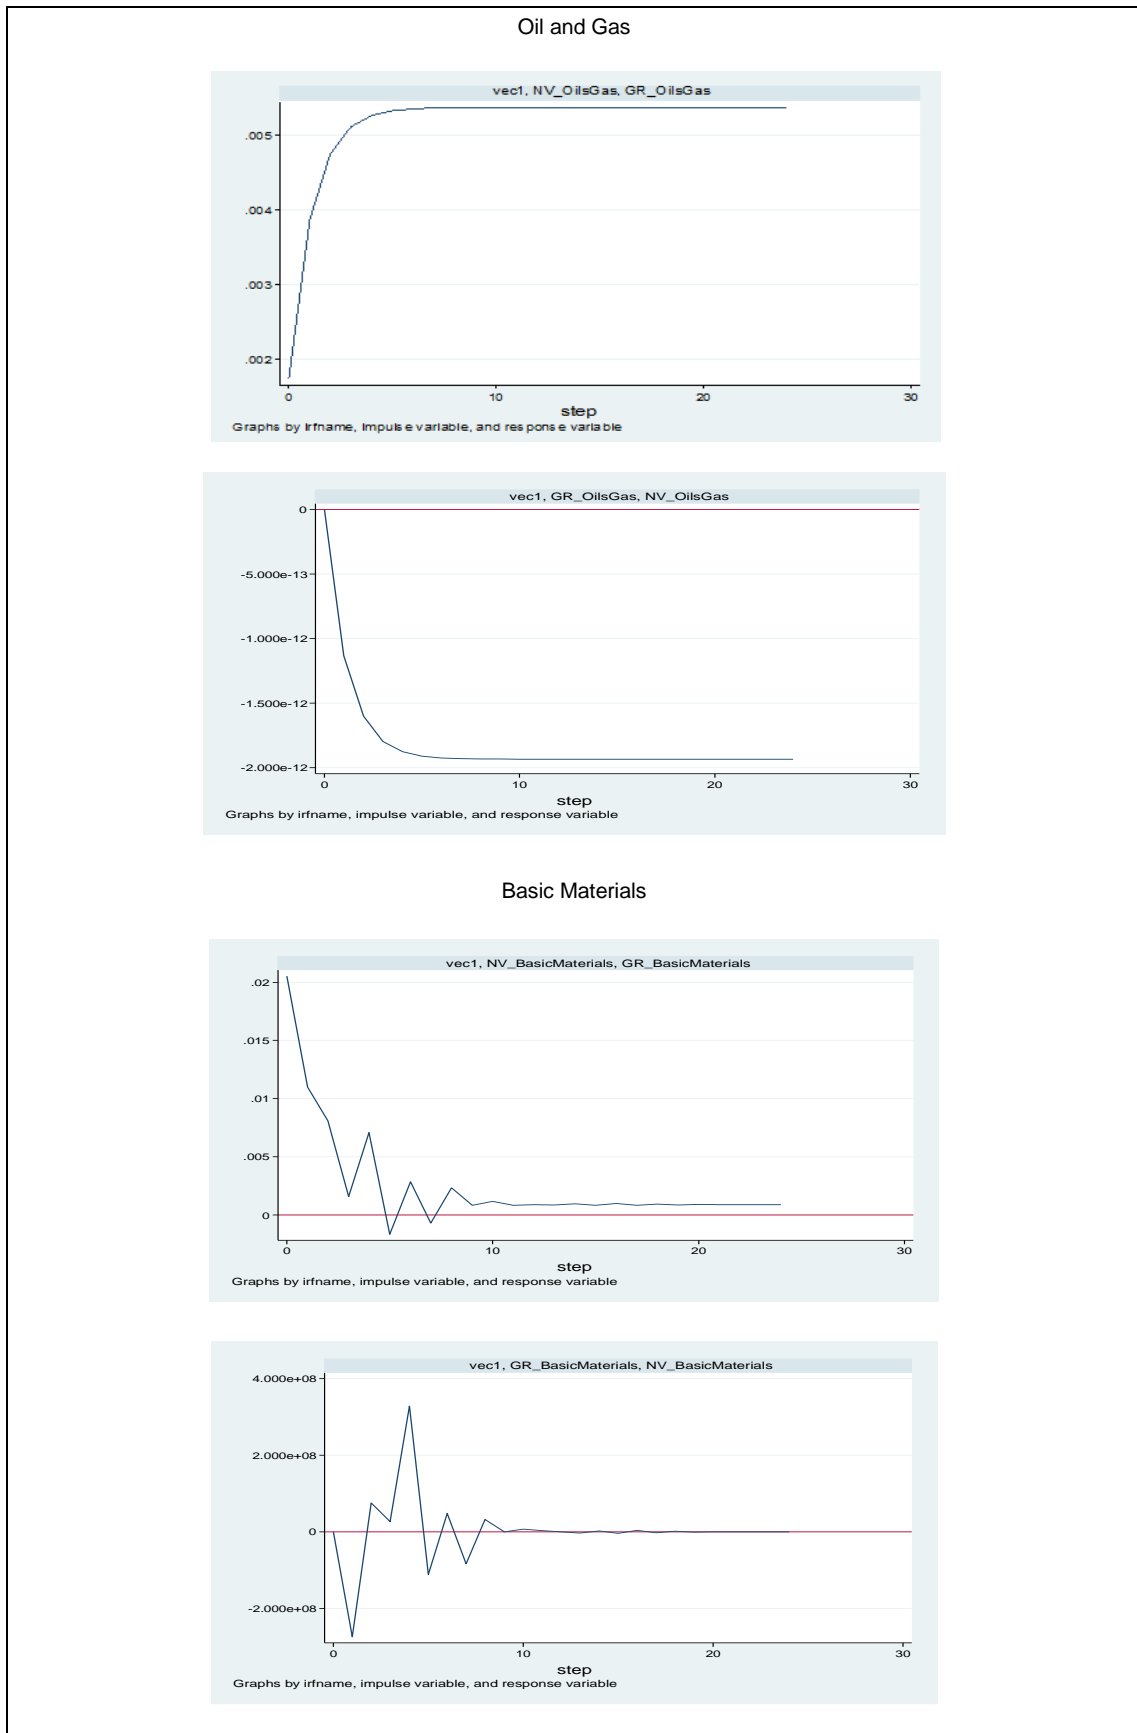 Oil and Gas
vec1, NV_OilsGas, GR_OilsGas
.005
.004
.003
.002
0 10 20 30
step
Graphs by irfname, impulse variable, and response variable
vec1, GR_OilsGas, NV_OilsGas
0
-5.000e-13
-1.000e-12
-1.500e-12
-2.000e-12
0 10 20 30
step
Graphs by irfname, impulse variable, and response variable
Basic Materials
vec1, NV_BasicMaterials, GR_BasicMaterials
.02
.015
.01
.005
0
0 10 20 30
step
Graphs by irfname, impulse variable, and response variable
vec1, GR_BasicMaterials, NV_BasicMaterials
4.000e+08
2.000e+08
0
-2.000e+08
0 10 20 30
step
Graphs by irfname, impulse variable, and response variable